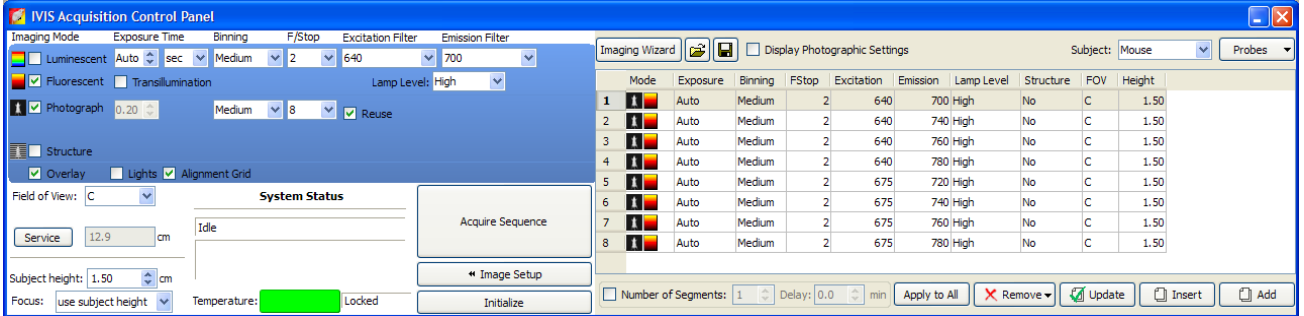 IVIS Acquisition Control Panel
Imaging Mode Exposure Time Binning F/Stop Excitation Filter Emission Filter
Luminescent Auto sec Medium 2 640 700
Fluorescent Transillumination Lamp Level: High
Photograph 0.20 Medium 8 Reuse
Structure
Overlay Lights Alignment Grid
Field of View: C
Service 12.9 cm
Subject height: 1.50 cm
Focus: use subject height
System Status
Idle
Temperature: Locked
Acquire Sequence
Image Setup
Initialize
Imaging Wizard Display Photographic Settings Subject: Mouse Probes
Mode Exposure Binning FStop Excitation Emission Lamp Level Structure FOV Height
1 Auto Medium 2 640 700 High No C 1.50
2 Auto Medium 2 640 740 High No C 1.50
3 Auto Medium 2 640 760 High No C 1.50
4 Auto Medium 2 640 780 High No C 1.50
5 Auto Medium 2 675 720 High No C 1.50
6 Auto Medium 2 675 740 High No C 1.50
7 Auto Medium 2 675 760 High No C 1.50
8 Auto Medium 2 675 780 High No C 1.50
Number of Segments: 1 Delay: 0.0 min Apply to All Remove Update Insert Add